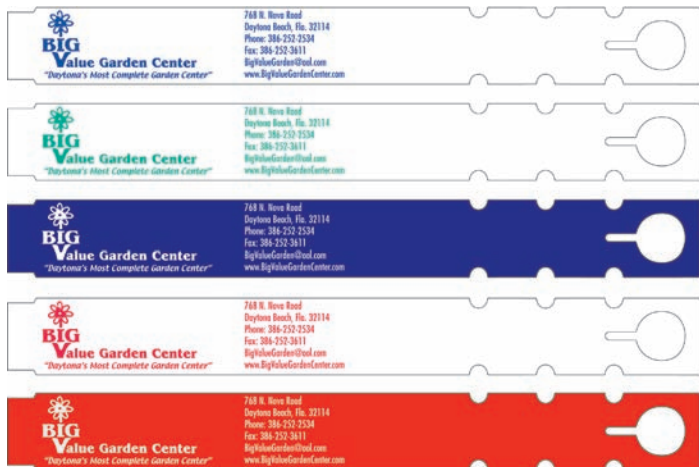 BIG
Value Garden Center
"Daytona's Most Complete Garden Center"
768 N. Nova Road
Daytona Beach, Fla. 32114
Phone: 386-252-2534
Fax: 386-252-3611
BigValueGarden@aol.com
www.BigValueGardenCenter.com
BIG
Value Garden Center
"Daytona's Most Complete Garden Center"
768 N. Nova Road
Daytona Beach, Fla. 32114
Phone: 386-252-2534
Fax: 386-252-3611
BigValueGarden@aol.com
www.BigValueGardenCenter.com
BIG
Value Garden Center
"Daytona's Most Complete Garden Center"
768 N. Nova Road
Daytona Beach, Fla. 32114
Phone: 386-252-2534
Fax: 386-252-3611
BigValueGarden@aol.com
www.BigValueGardenCenter.com
BIG
Value Garden Center
"Daytona's Most Complete Garden Center"
768 N. Nova Road
Daytona Beach, Fla. 32114
Phone: 386-252-2534
Fax: 386-252-3611
BigValueGarden@aol.com
www.BigValueGardenCenter.com
BIG
Value Garden Center
"Daytona's Most Complete Garden Center"
768 N. Nova Road
Daytona Beach, Fla. 32114
Phone: 386-252-2534
Fax: 386-252-3611
BigValueGarden@aol.com
www.BigValueGardenCenter.com